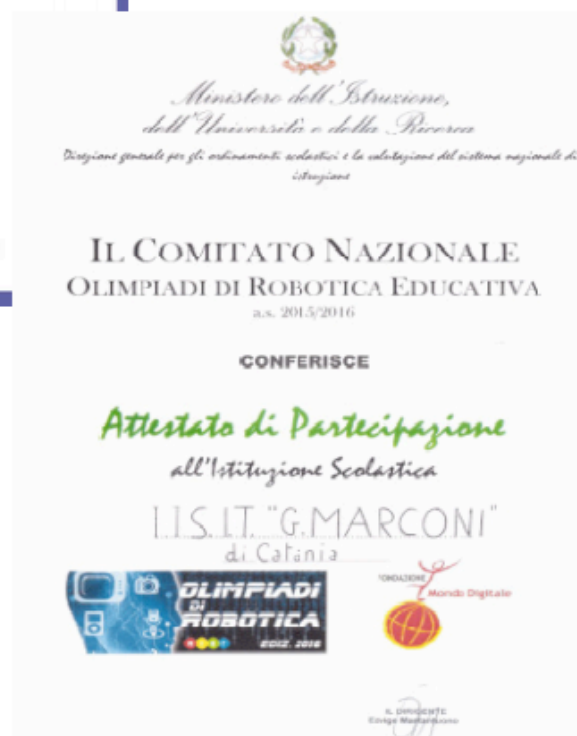 Ministero dell'Istruzione,
dell'Università e della Ricerca
Direzione generale per gli ordinamenti scolastici e la valutazione del sistema nazionale di
istruzione
IL COMITATO NAZIONALE
OLIMPIADI DI ROBOTICA EDUCATIVA
a.s. 2015/2016
CONFERISCE
Attestato di Partecipazione
all'Istituzione Scolastica
I.I.S. I.T. "G. MARCONI"
di Catania
OLIMPIADI
DI
ROBOTICA
EDIZ. 2016
FONDAZIONE
Mondo Digitale
IL DIRIGENTE